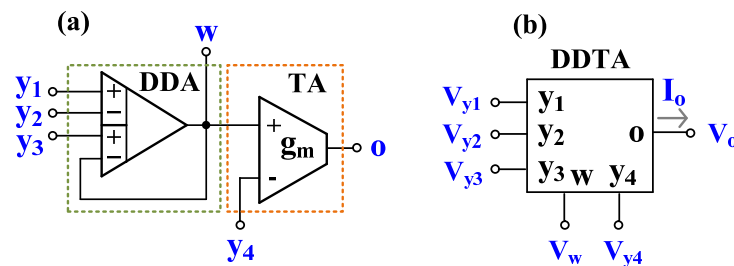 (a)
w
DDA
TA
y1
y2
y3
+
−
+
−
+
-
gm
o
y4
(b)
DDTA
Io
Vy1
y1
Vy2
y2
o
Vo
Vy3
y3 w y4
Vw
Vy4